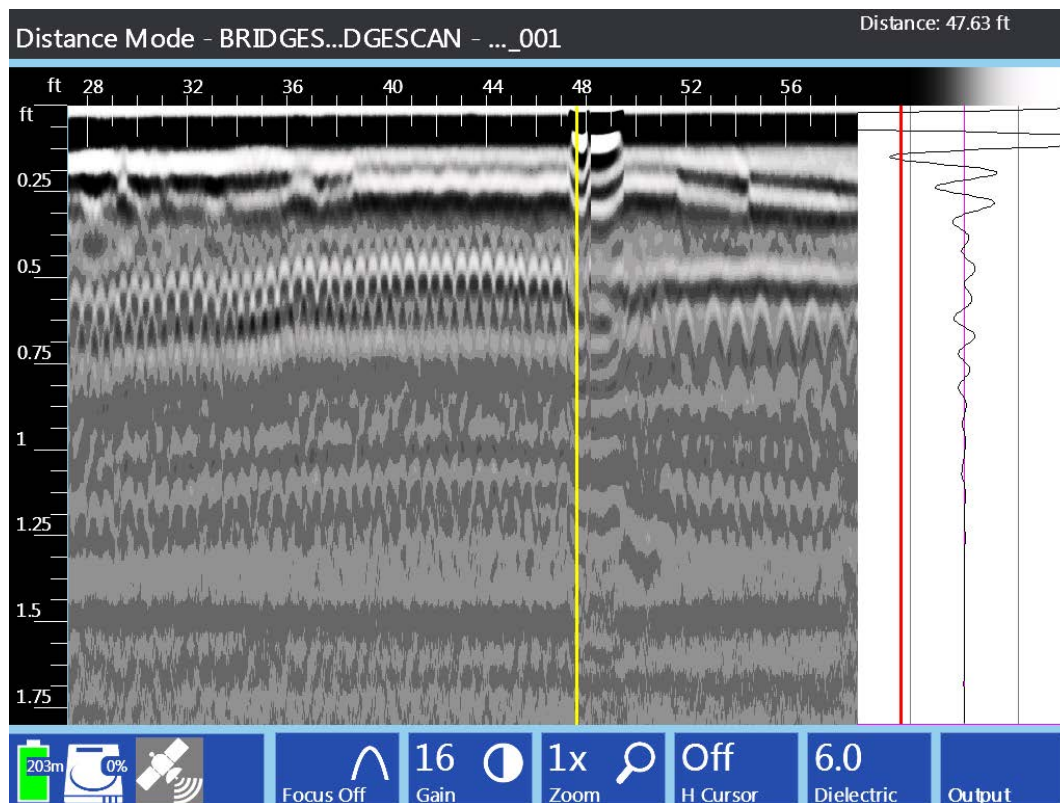 Distance Mode - BRIDGES...DGESCAN - ..._001
Distance: 47.63 ft
ft 28 32 36 40 44 48 52 56
ft
0.25
0.5
0.75
1
1.25
1.5
1.75
203m
0%
Focus Off
16
Gain
1x
Zoom
Off
H Cursor
6.0
Dielectric
Output